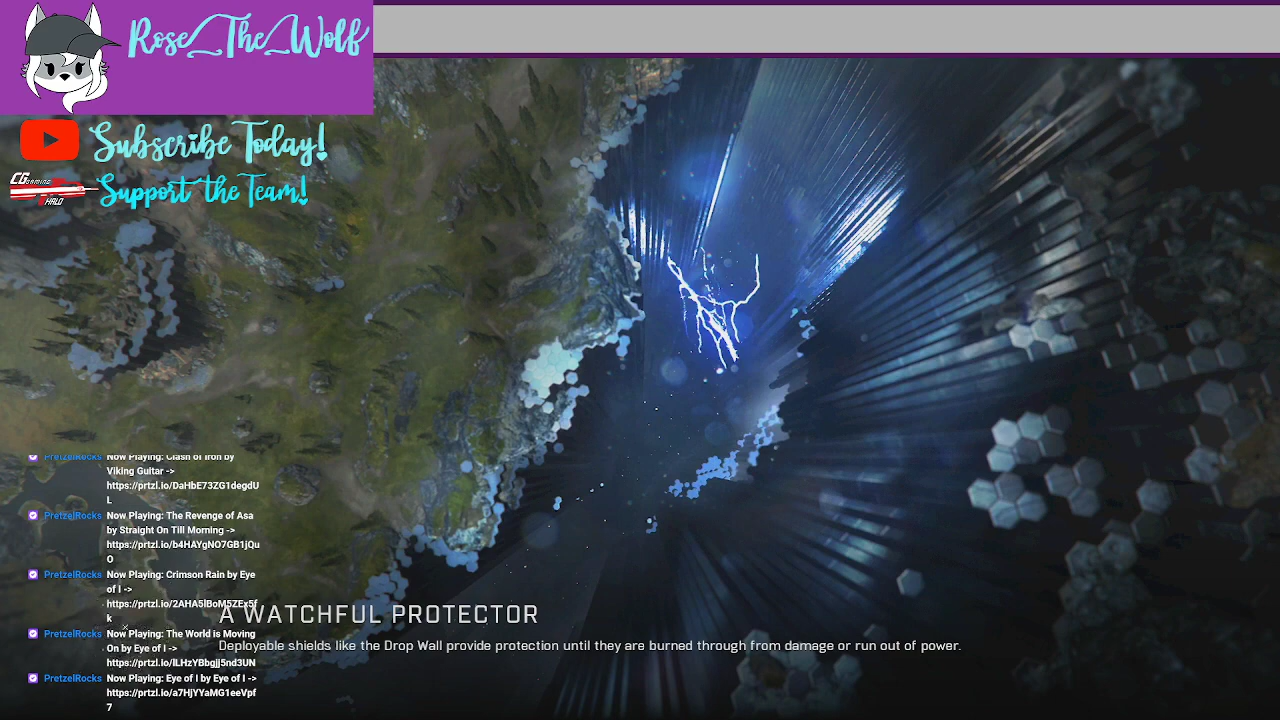 Rose_The_Wolf
Subscribe Today!
CGaming
HALO
Support the Team!
PretzelRocks Now Playing: Clash of Iron by
Viking Guitar ->
https://prtzl.io/DaHbE73ZG1degdU
L
PretzelRocks Now Playing: The Revenge of Asa
by Straight On Till Morning ->
https://prtzl.io/b4HAYgNO7GB1jQu
O
PretzelRocks Now Playing: Crimson Rain by Eye
of I ->
k
A WATCHFUL PROTECTOR
PretzelRocks Now Playing: The World is Moving
On by Eye of I ->
https://prtzl.io/lLHzYBbgjj5nd3UN
Deployable shields like the Drop Wall provide protection until they are burned through from damage or run out of power.
PretzelRocks Now Playing: Eye of I by Eye of I ->
https://prtzl.io/a7HjYYaMG1eeVpf
7